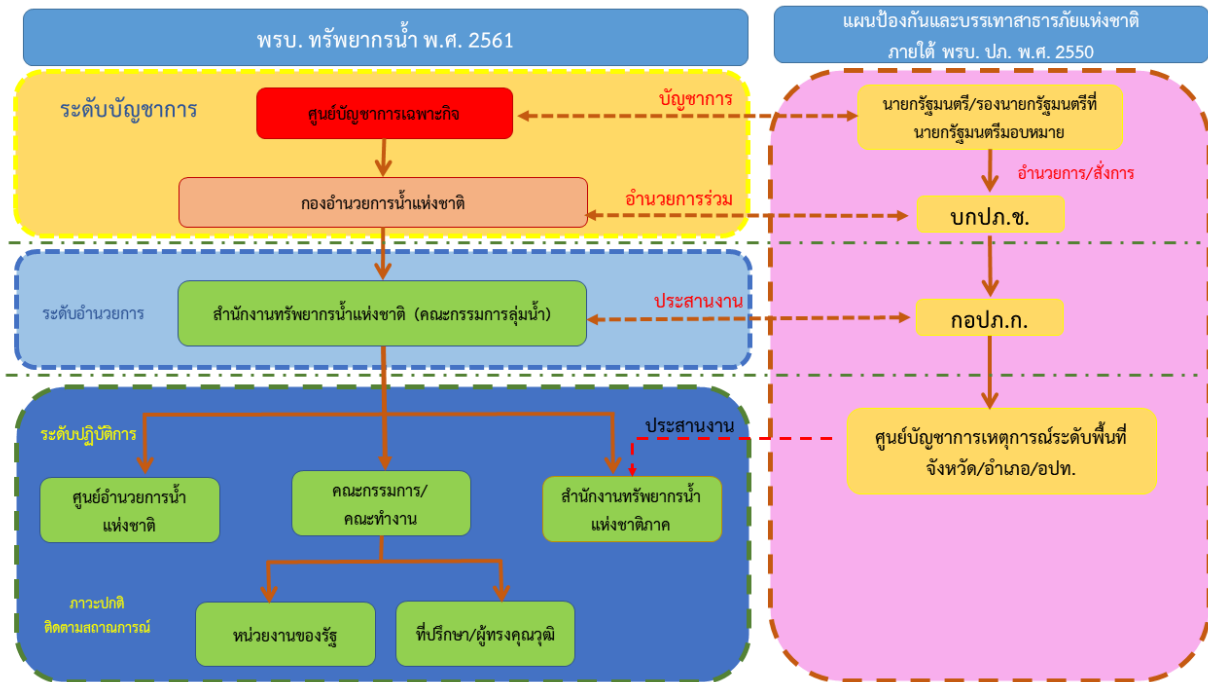 พรบ. ทรัพยากรน้ำ พ.ศ. 2561
แผนป้องกันและบรรเทาสาธารภัยแห่งชาติ
ภายใต้ พรบ. ปภ. พ.ศ. 2550
ระดับบัญชาการ
ศูนย์บัญชาการเฉพาะกิจ
บัญชาการ
นายกรัฐมนตรี/รองนายกรัฐมนตรีที่
นายกรัฐมนตรีมอบหมาย
อำนวยการ/สั่งการ
กองอำนวยการน้ำแห่งชาติ
อำนวยการร่วม
บกปภ.ช.
ระดับอำนวยการ
สำนักงานทรัพยากรน้ำแห่งชาติ (คณะกรรมการลุ่มน้ำ)
ประสานงาน
กอปภ.ก.
ระดับปฏิบัติการ
ประสานงาน
ศูนย์บัญชาการเหตุการณ์ระดับพื้นที่
จังหวัด/อำเภอ/อปท.
ศูนย์อำนวยการน้ำ
แห่งชาติ
คณะกรรมการ/
คณะทำงาน
สำนักงานทรัพยากรน้ำ
แห่งชาติภาค
ภาวะปกติ
ติดตามสถาณการณ์
หน่วยงานของรัฐ
ที่ปรึกษา/ผู้ทรงคุณวุฒิ